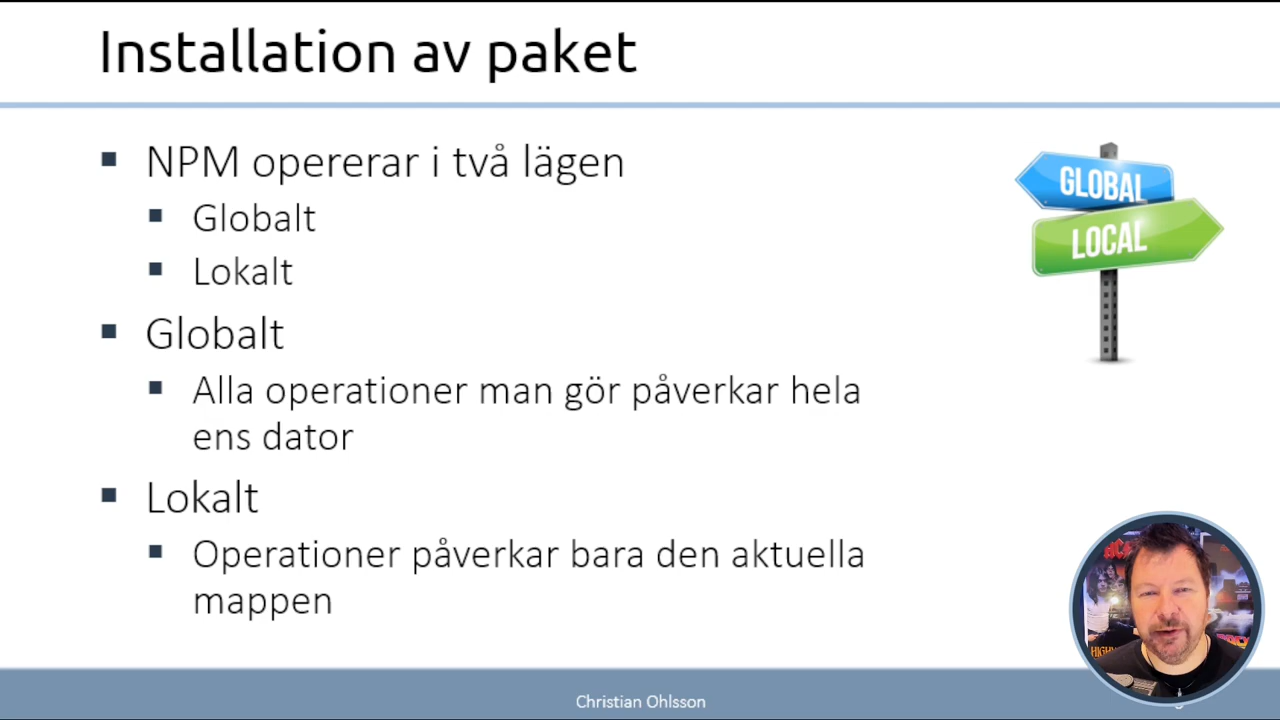 Installation av paket
NPM opererar i två lägen
Globalt
Lokalt
Globalt
Alla operationer man gör påverkar hela
ens dator
Lokalt
Operationer påverkar bara den aktuella
mappen
GLOBAL
LOCAL
Christian Ohlsson